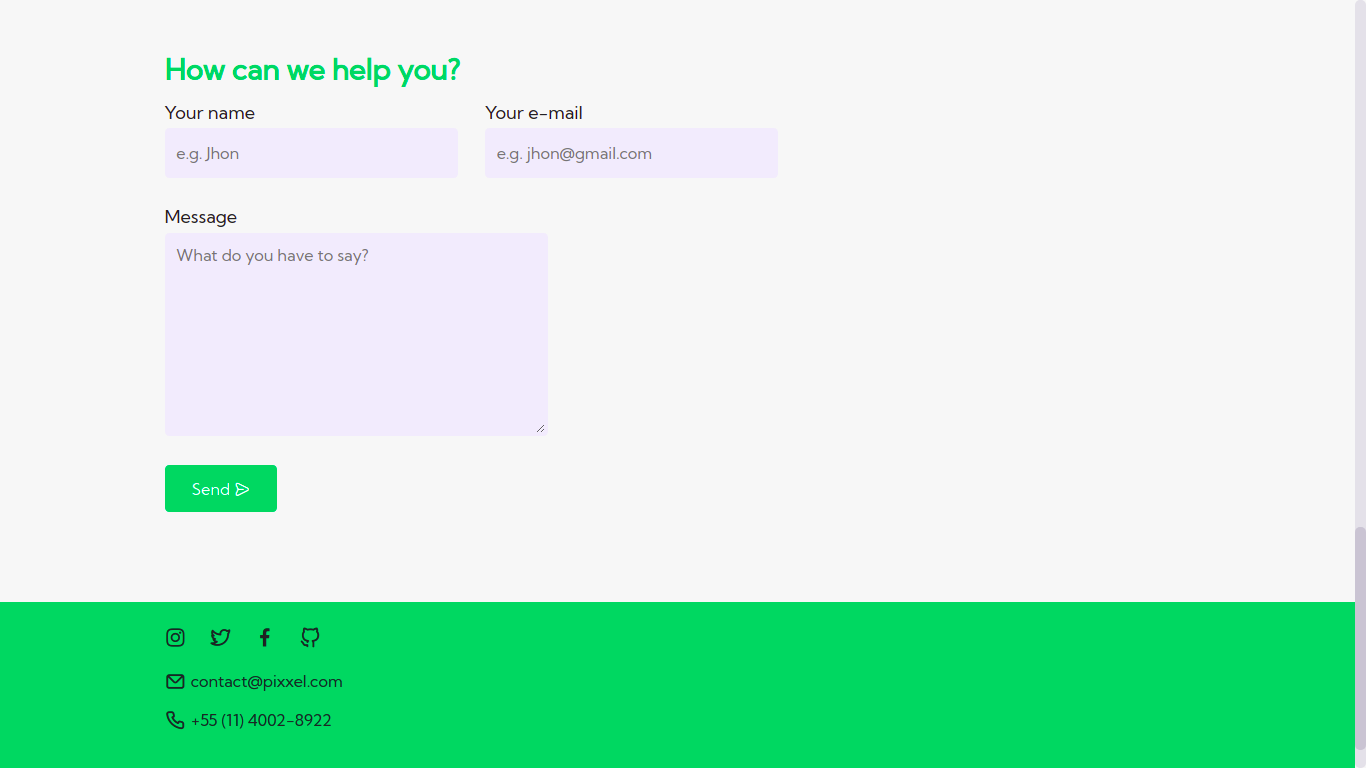 How can we help you?
Your name
Your e-mail
e.g. Jhon
e.g. jhon@gmail.com
Message
What do you have to say?
Send
contact@pixxel.com
+55 (11) 4002-8922